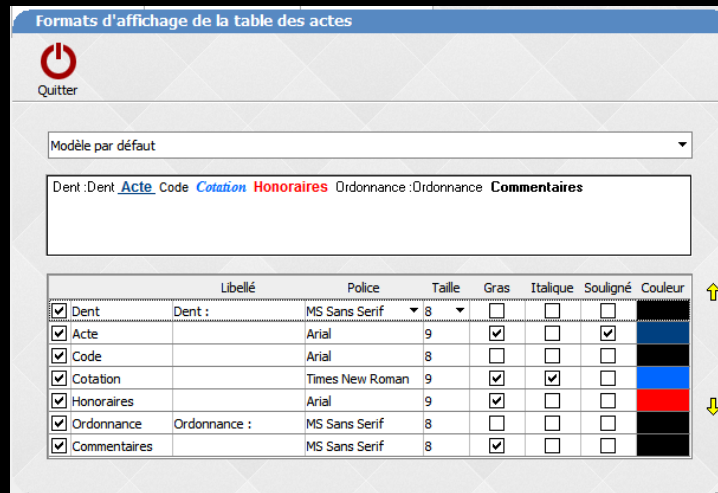 Formats d'affichage de la table des actes
Quitter
Modèle par défaut
Dent :Dent Acte Code Cotation Honoraires Ordonnance :Ordonnance Commentaires
Libellé Police Taille Gras Italique Souligné Couleur
Dent Dent : MS Sans Serif 8
Acte Arial 9
Code Arial 8
Cotation Times New Roman 9
Honoraires Arial 9
Ordonnance Ordonnance : MS Sans Serif 8
Commentaires MS Sans Serif 8